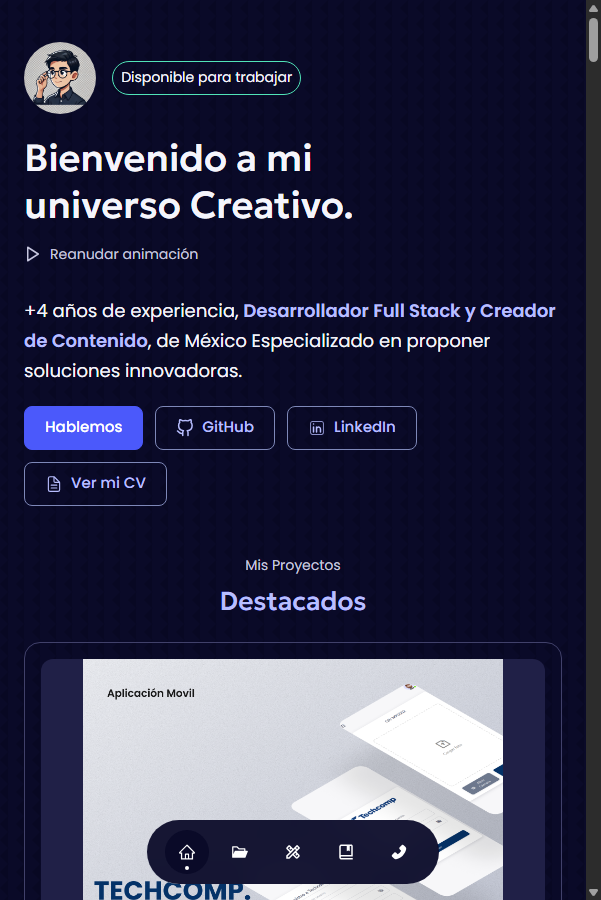 Disponible para trabajar
Bienvenido a mi
universo Creativo.
Reanudar animación
+4 años de experiencia, Desarrollador Full Stack y Creador
de Contenido, de México Especializado en proponer
soluciones innovadoras.
Hablemos
GitHub
LinkedIn
Ver mi CV
Mis Proyectos
Destacados
Aplicación Movil
Techcomp
TECHCOMP.